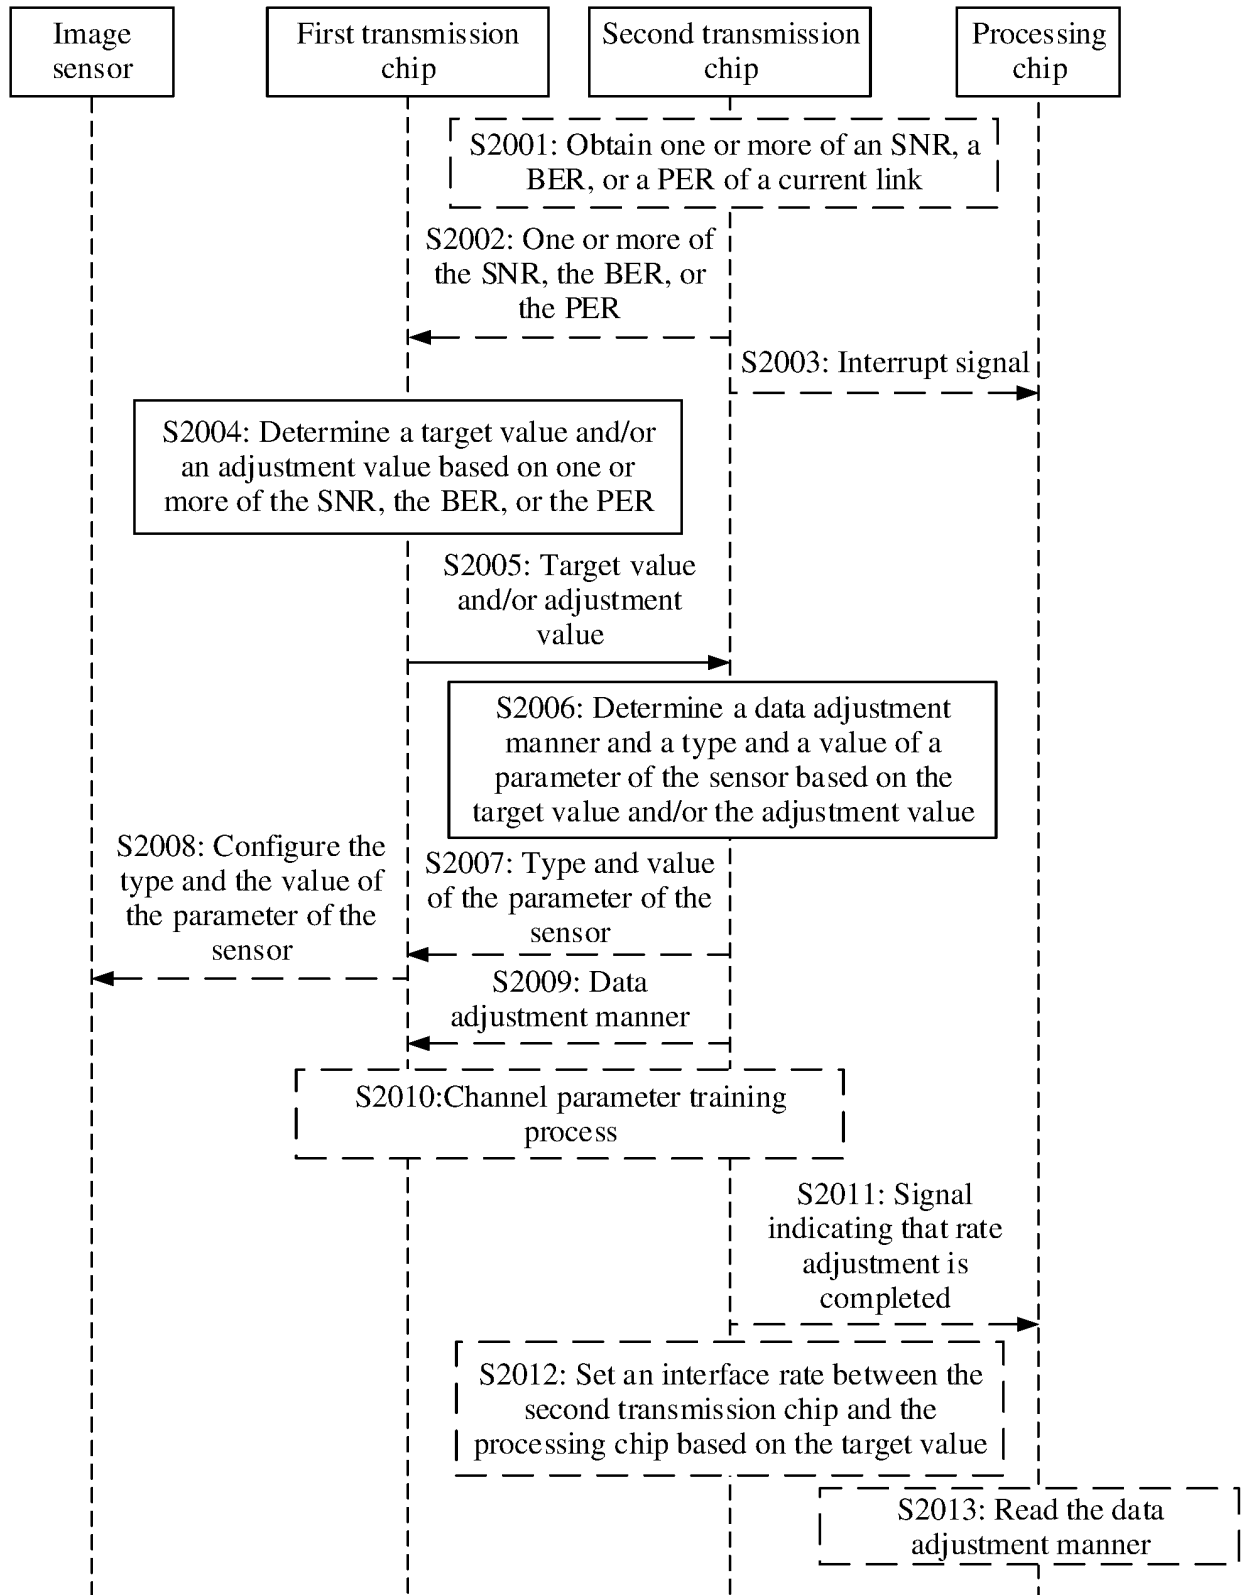 Image
sensor
First transmission
chip
Second transmission
chip
Processing
chip
S2001: Obtain one or more of an SNR, a
BER, or a PER of a current link
S2002: One or more of
the SNR, the BER, or
the PER
S2003: Interrupt signal
S2004: Determine a target value and/or
an adjustment value based on one or
more of the SNR, the BER, or the PER
S2005: Target value
and/or adjustment
value
S2006: Determine a data adjustment
manner and a type and a value of a
parameter of the sensor based on the
target value and/or the adjustment value
S2008: Configure the
type and the value of
the parameter of the
sensor
S2007: Type and value
of the parameter of the
sensor
S2009: Data
adjustment manner
S2010:Channel parameter training
process
S2011: Signal
indicating that rate
adjustment is
completed
S2012: Set an interface rate between the
second transmission chip and the
processing chip based on the target value
S2013: Read the data
adjustment manner